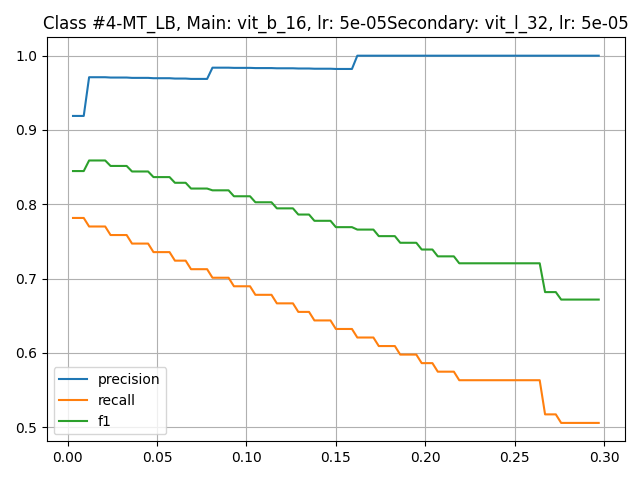 Class #4-MT_LB, Main: vit_b_16, lr: 5e-05Secondary: vit_l_32, lr: 5e-05
1.0
0.9
0.8
0.7
0.6
0.5
precision
recall
f1
0.00 0.05 0.10 0.15 0.20 0.25 0.30